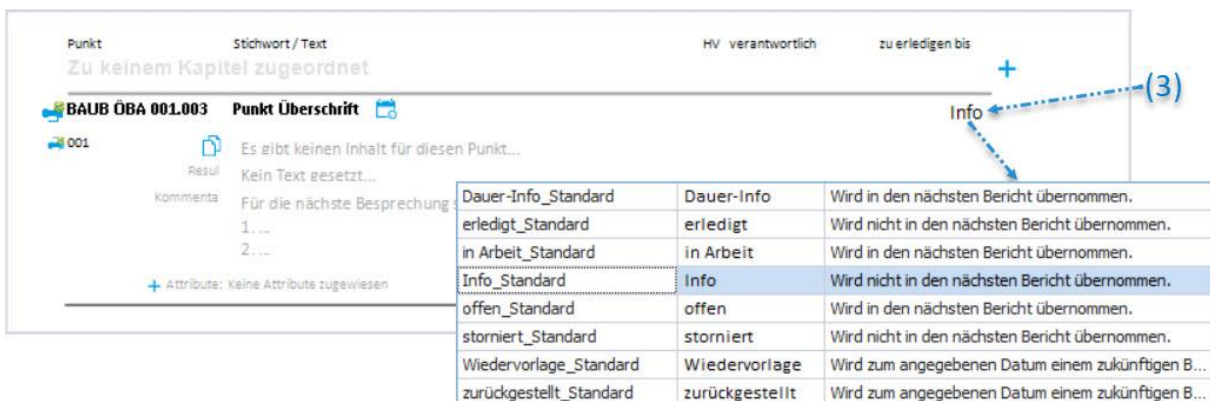 Punkt Stichwort / Text HV verantwortlich zu erledigen bis
Zu keinem Kapitel zugeordnet
(3)
BAUB ÖBA 001.003 Punkt Überschrift Info
001 Es gibt keinen Inhalt für diesen Punkt...
Resul Kein Text gesetzt...
Kommenta Für die nächste Besprechung s
1. ...
2. ...
+ Attribute: Keine Attribute zugewiesen
Dauer-Info_Standard Dauer-Info Wird in den nächsten Bericht übernommen.
erledigt_Standard erledigt Wird nicht in den nächsten Bericht übernommen.
in Arbeit_Standard in Arbeit Wird in den nächsten Bericht übernommen.
Info_Standard Info Wird nicht in den nächsten Bericht übernommen.
offen_Standard offen Wird in den nächsten Bericht übernommen.
storniert_Standard storniert Wird nicht in den nächsten Bericht übernommen.
Wiedervorlage_Standard Wiedervorlage Wird zum angegebenen Datum einem zukünftigen B...
zurückgestellt_Standard zurückgestellt Wird zum angegebenen Datum einem zukünftigen B...